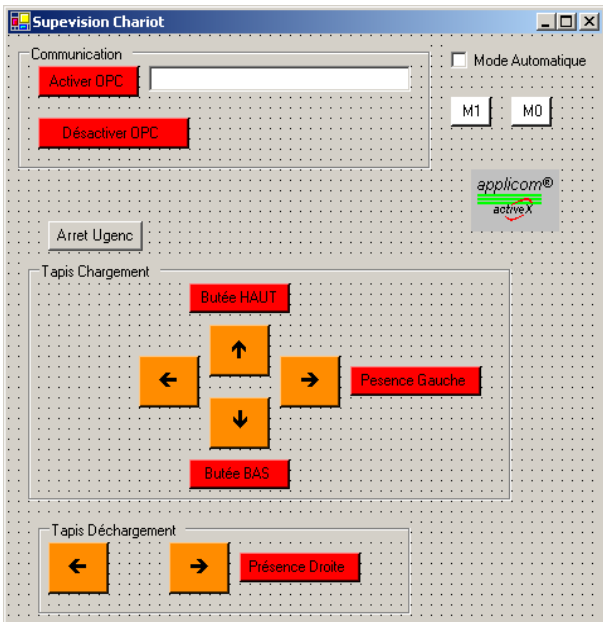 Supevision Chariot
Communication
Activer OPC
Désactiver OPC
Mode Automatique
M1 M0
applicom®
activeX
Arret Ugenc
Tapis Chargement
Butée HAUT
Pesence Gauche
Butée BAS
Tapis Déchargement
Présence Droite